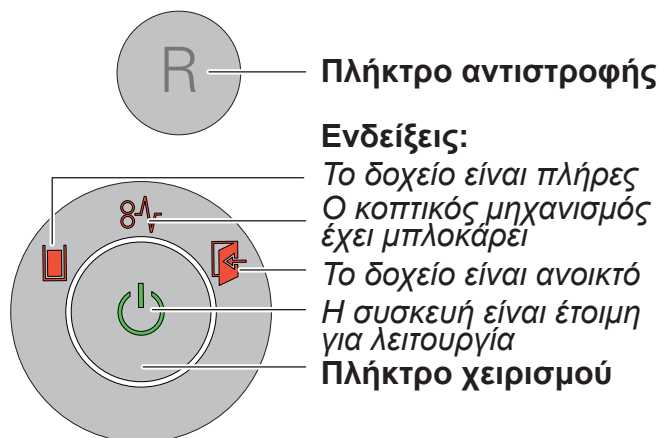 R
Πλήκτρο αντιστροφής
Ενδείξεις:
Το δοχείο είναι πλήρες
Ο κοπτικός μηχανισμός
έχει μπλοκάρει
Το δοχείο είναι ανοικτό
Η συσκευή είναι έτοιμη
για λειτουργία
Πλήκτρο χειρισμού